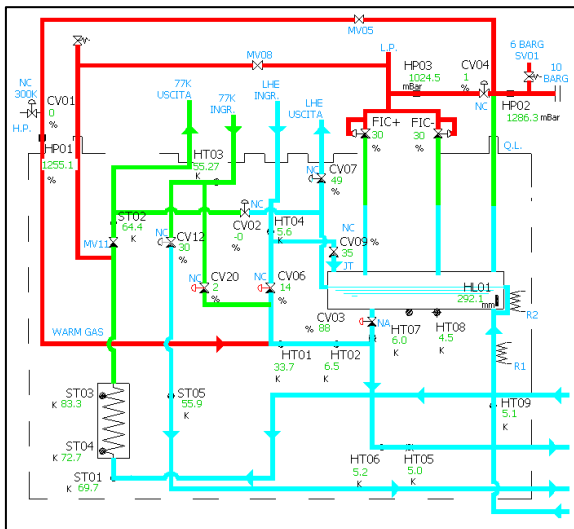 MV05
L.P.
6 BARG
SV01
MV08
HP03
1024.5
mBar
CV04
1
%
NC
10
BARG
HP02
1286.3
mBar
NC
300K
CV01
0
%
H.P.
HP01
1255.1
%
77K
USCITA
77K
INGR.
LHE
INGR.
LHE
USCITA
FIC+
30
%
FIC-
30
%
Q.L.
HT03
55.27
K
CV07
49
%
NC
ST02
64.4
K
MV11
NC
CV12
30
%
NC
CV02
-0
%
HT04
5.6
K
NC
CV09
%
35
JT
NC
CV20
2
%
NC
CV06
14
%
HL01
292.1
mm
CV03
%
88
NA
HT07
6.0
K
HT08
4.5
K
R2
WARM GAS
HT01
33.7
K
HT02
6.5
K
R1
ST03
K 83.3
ST05
55.9
K
HT09
5.1
K
ST04
K 72.7
ST01
K 69.7
HT06
5.2
K
HT05
5.0
K